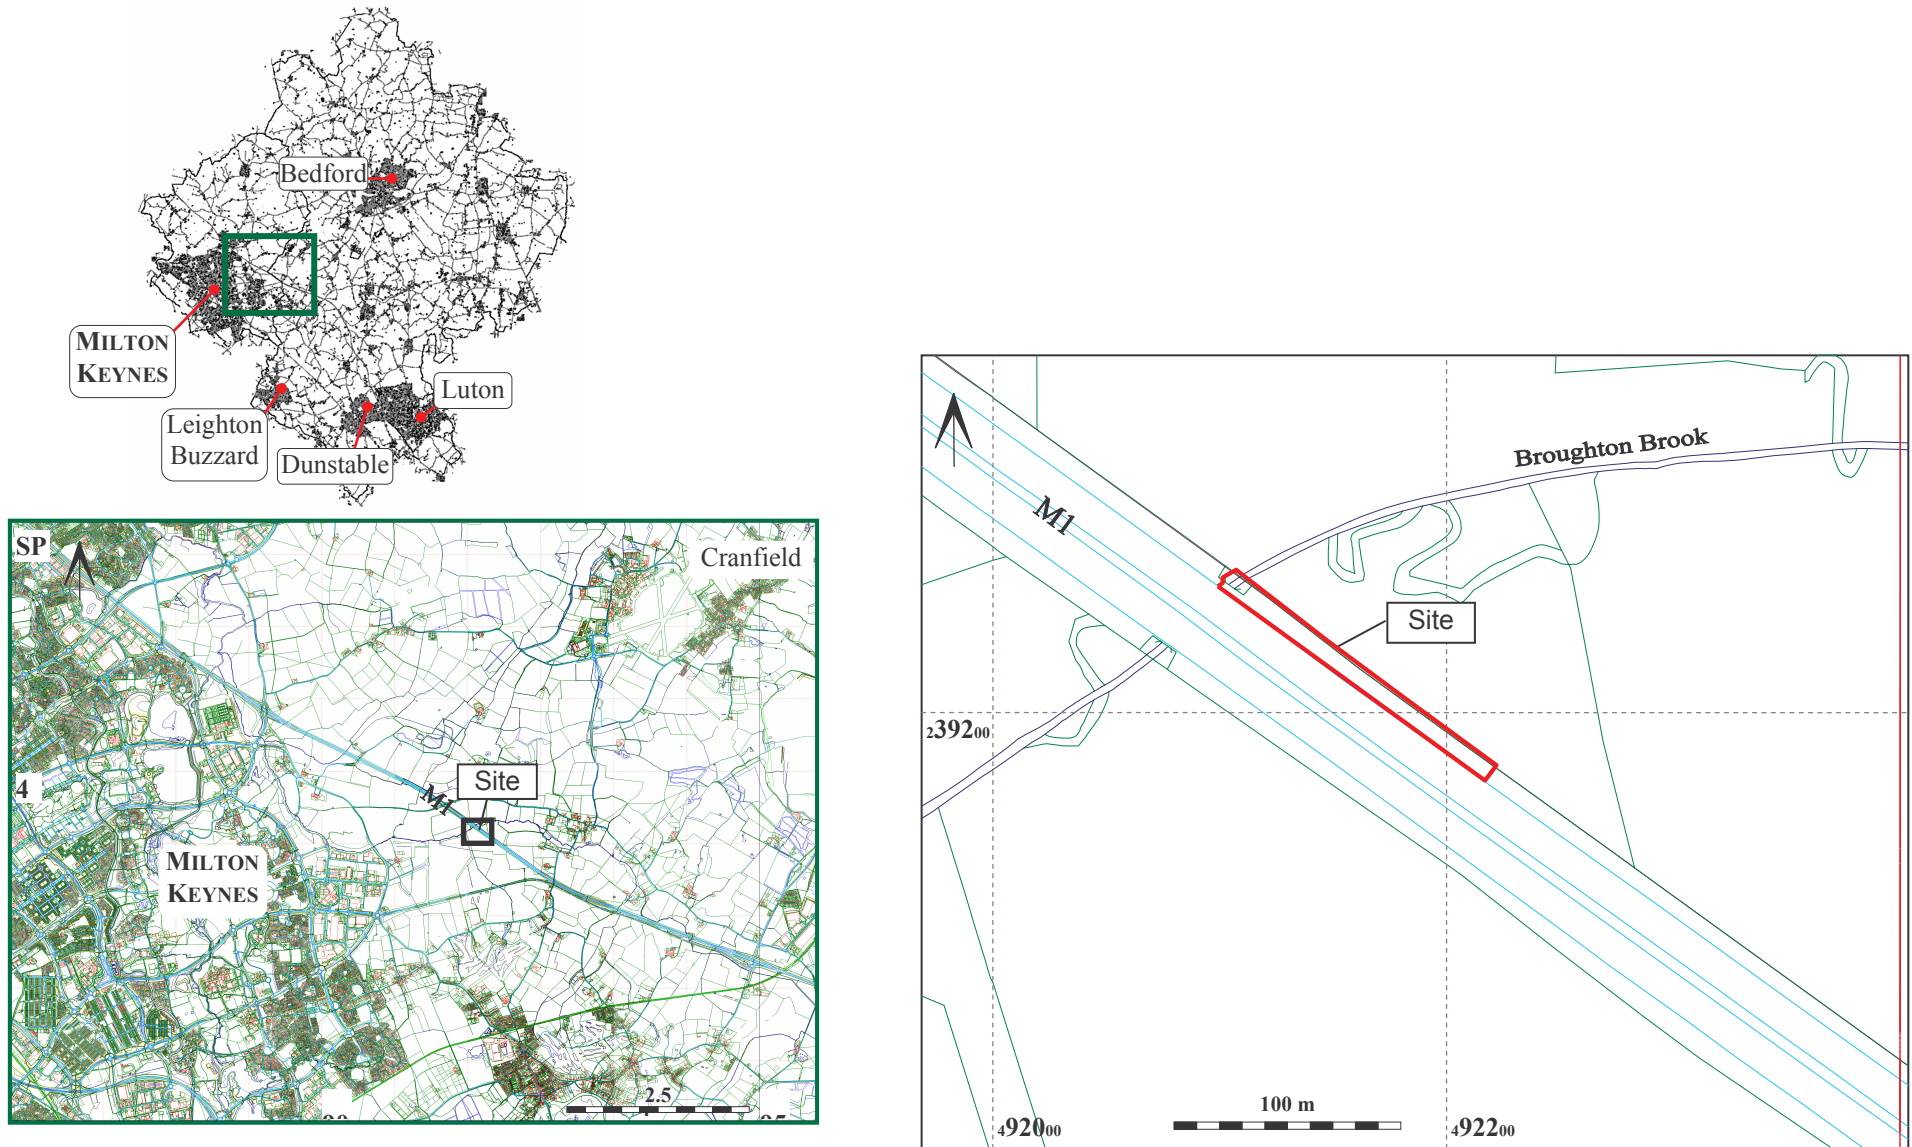 Bedford
MILTON
KEYNES
Leighton
Buzzard
Dunstable
Luton
SP
Cranfield
4
M1
Site
MILTON
KEYNES
2.5
Broughton Brook
M1
Site
239200
100 m
492000
492200